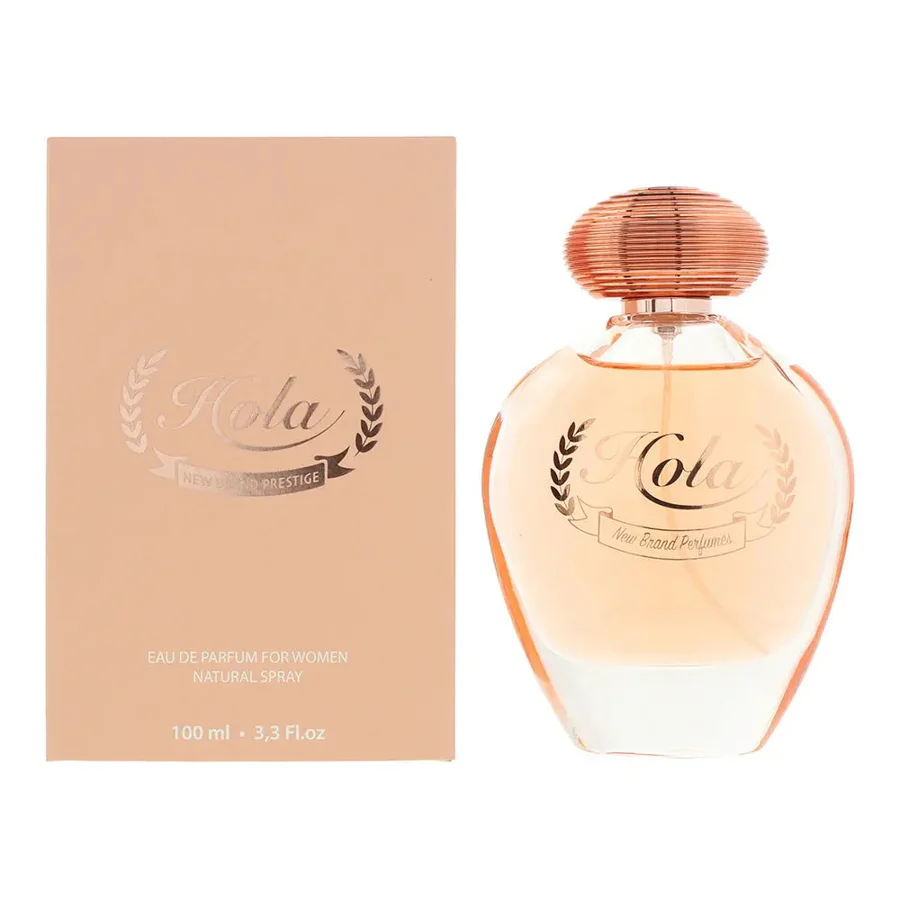 Hola
NEW BRAND PRESTIGE
EAU DE PARFUM FOR WOMEN
NATURAL SPRAY
100 ml • 3,3 Fl.oz
Hola
New Brand Perfumes